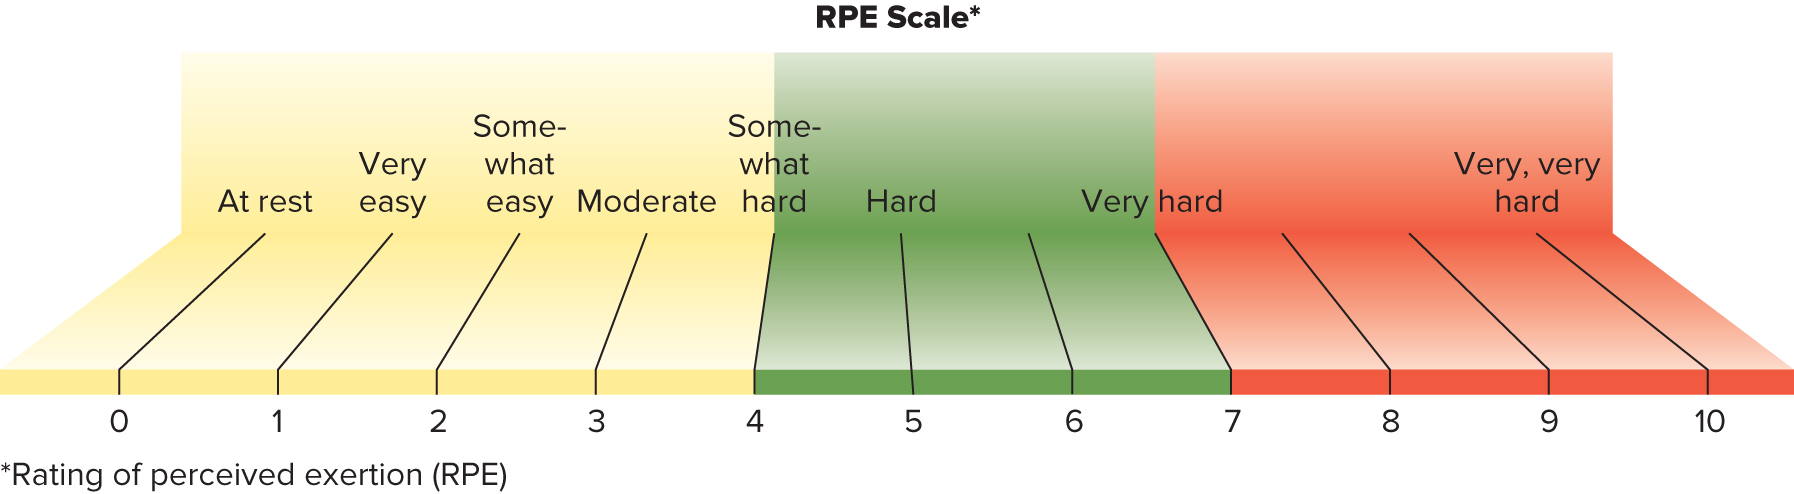 RPE Scale*
At rest
Very
easy
Some-
what
easy
Moderate
Some-
what
hard
Hard
Very hard
Very, very
hard
0 1 2 3 4 5 6 7 8 9 10
*Rating of perceived exertion (RPE)